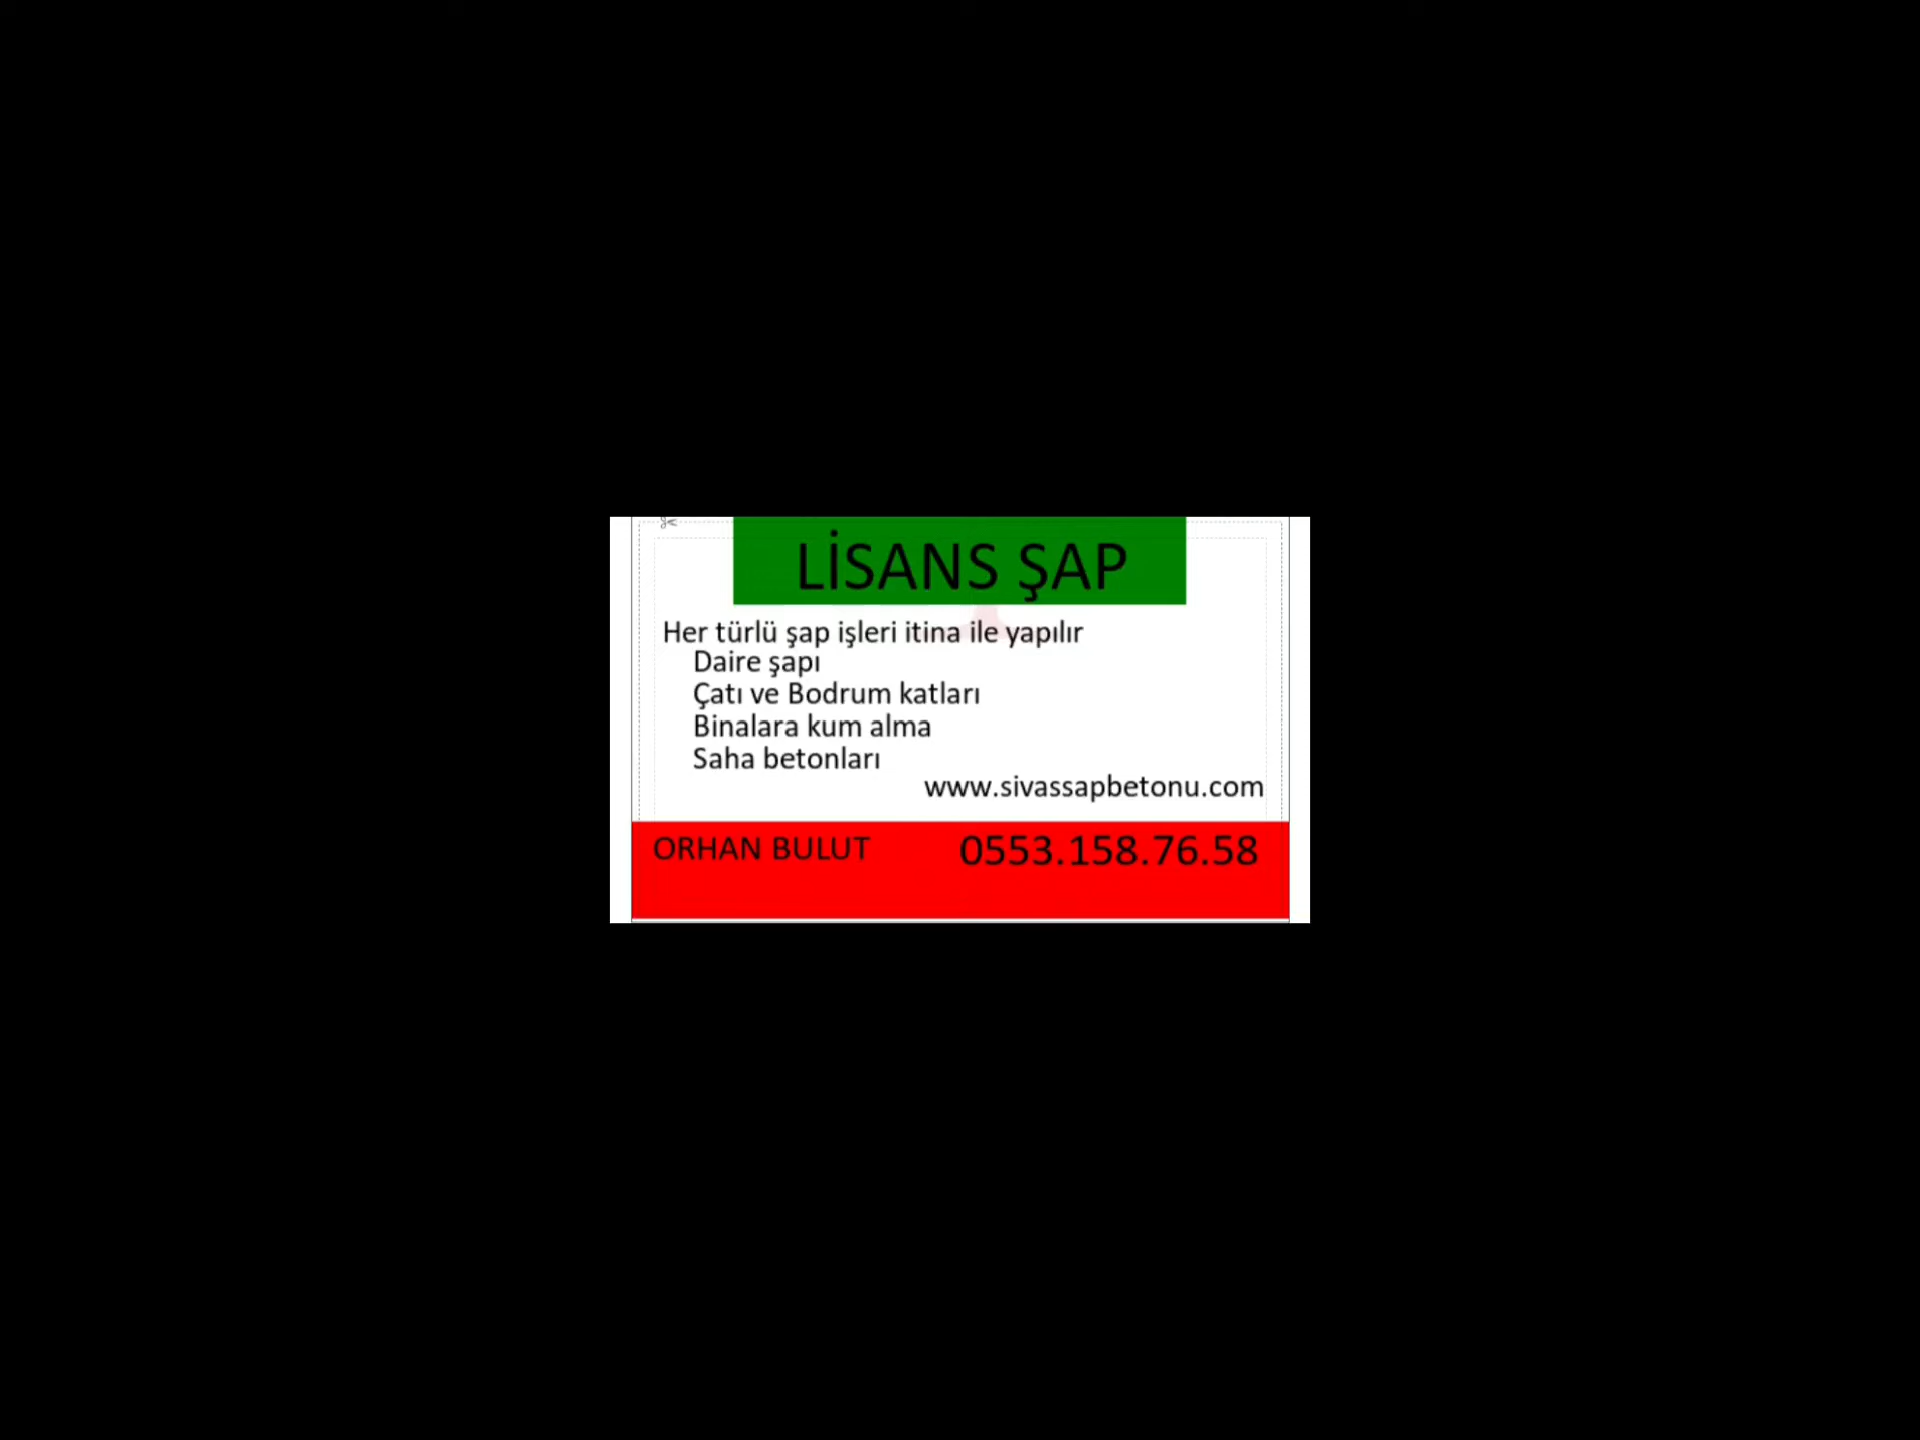 LİSANS ŞAP
Her türlü şap işleri itina ile yapılır
Daire şapı
Çatı ve Bodrum katları
Binalara kum alma
Saha betonları
www.sivassapbetonu.com
ORHAN BULUT 0553.158.76.58